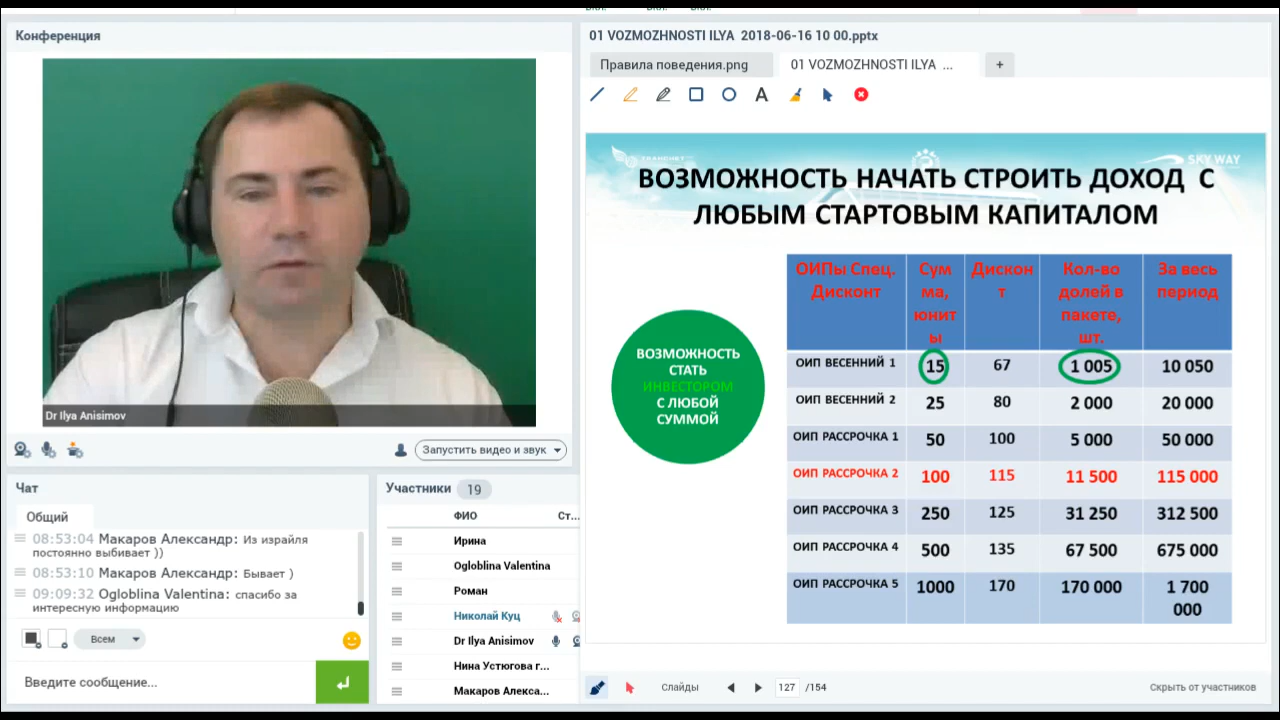 Конференция
Dr Ilya Anisimov
Запустить видео и звук
Чат
Общий
08:53:04 Макаров Александр: Из израйля
постоянно выбивает ))
08:53:10 Макаров Александр: Бывает )
09:09:32 Ogloblina Valentina: спасибо за
интересную информацию
Всем
Введите сообщение...
Участники 19
ФИО Ст...
Ирина
Ogloblina Valentina
Роман
Николай Куц
Dr Ilya Anisimov
Нина Устюгова г...
Макаров Алекса...
01 VOZMOZHNOSTI ILYA 2018-06-16 10 00.pptx
Правила поведения.png 01 VOZMOZHNOSTI ILYA ... +
A
SKY WAY
ВОЗМОЖНОСТЬ НАЧАТЬ СТРОИТЬ ДОХОД С
ЛЮБЫМ СТАРТОВЫМ КАПИТАЛОМ
ВОЗМОЖНОСТЬ
СТАТЬ
ИНВЕСТОРОМ
С ЛЮБОЙ
СУММОЙ
ОИПы Спец. Сум Дискон Кол-во За весь
Дисконт ма, т долей в период
юнит пакете,
ы шт.
ОИП ВЕСЕННИЙ 1 15 67 1 005 10 050
ОИП ВЕСЕННИЙ 2 25 80 2 000 20 000
ОИП РАССРОЧКА 1 50 100 5 000 50 000
ОИП РАССРОЧКА 2 100 115 11 500 115 000
ОИП РАССРОЧКА 3 250 125 31 250 312 500
ОИП РАССРОЧКА 4 500 135 67 500 675 000
ОИП РАССРОЧКА 5 1000 170 170 000 1 700
000
Слайды 127 /154 Скрыть от участников